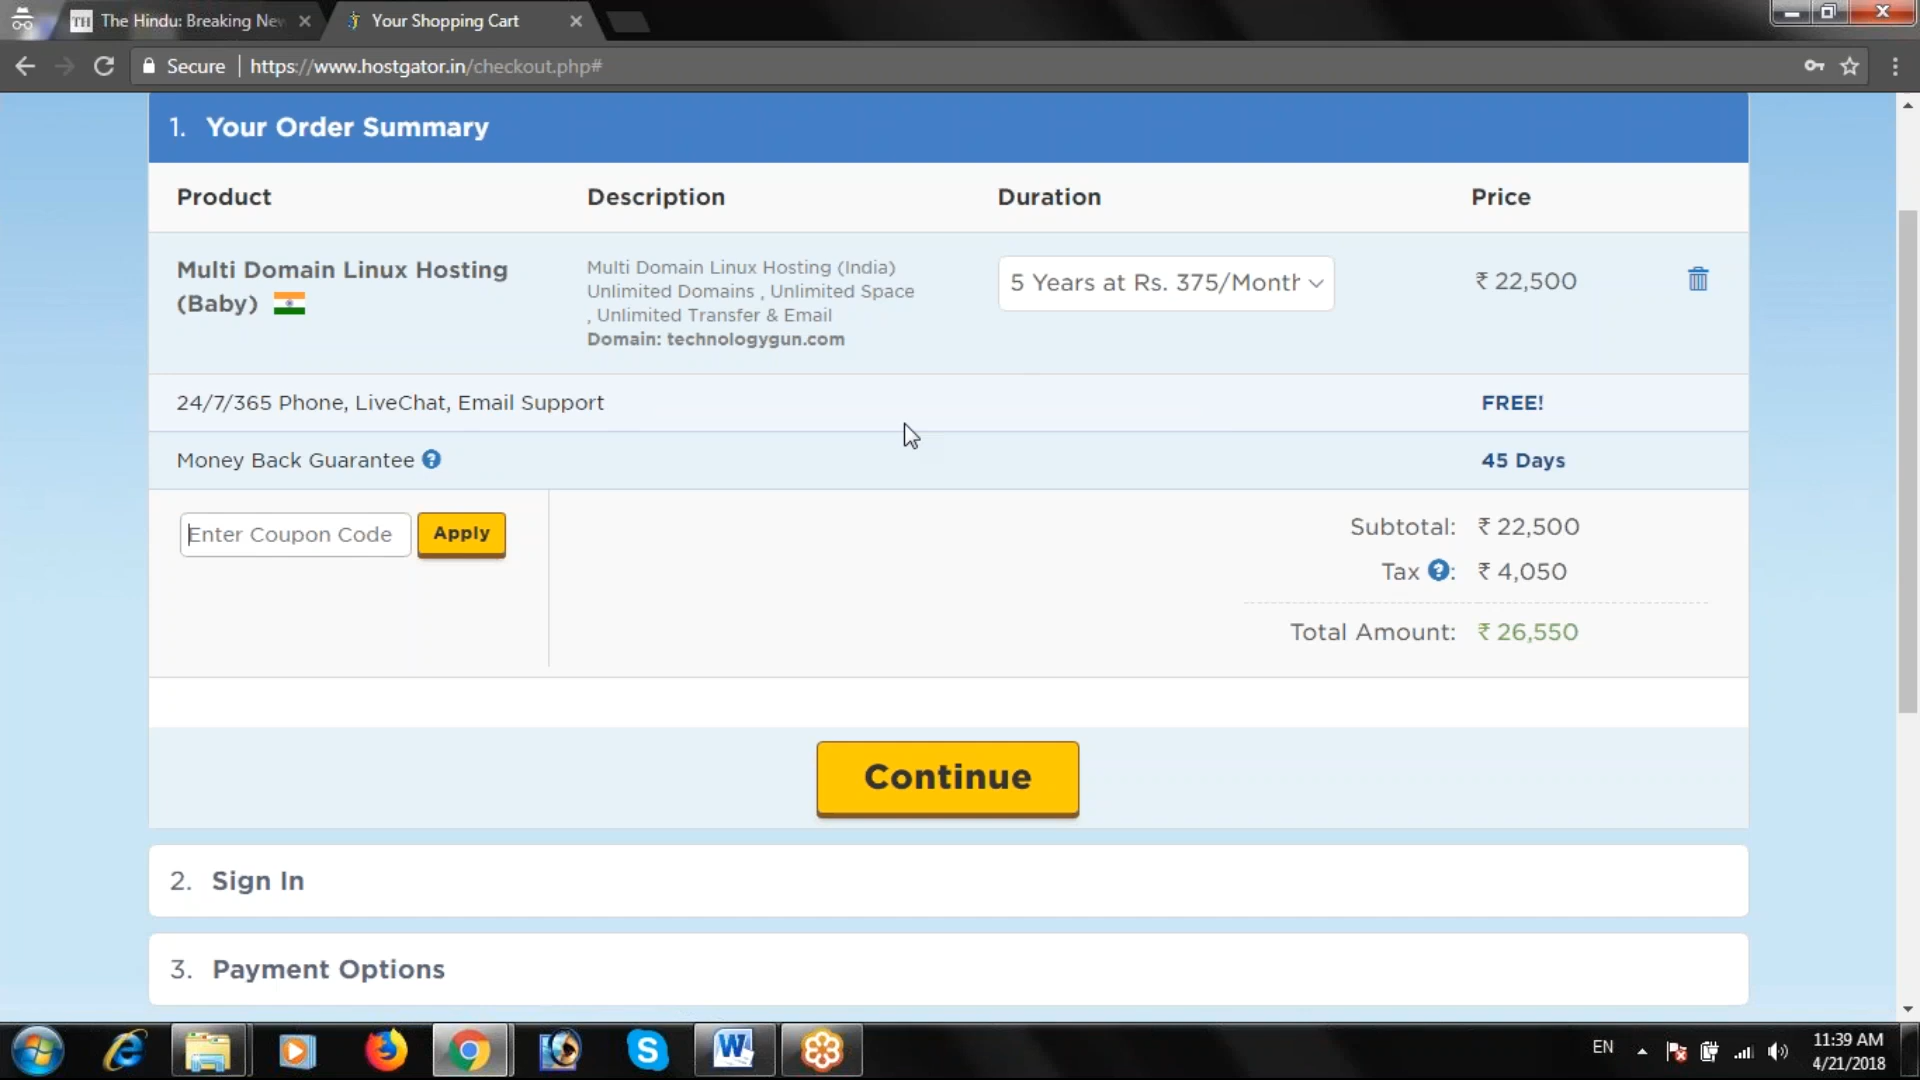 The Hindu: Breaking Nev
Your Shopping Cart
Secure https://www.hostgator.in/checkout.php#
1. Your Order Summary
Product Description Duration Price
Multi Domain Linux Hosting (Baby)
Multi Domain Linux Hosting (India)
Unlimited Domains , Unlimited Space
, Unlimited Transfer & Email
Domain: technologygun.com
5 Years at Rs. 375/Month
₹ 22,500
24/7/365 Phone, LiveChat, Email Support FREE!
Money Back Guarantee ? 45 Days
Enter Coupon Code Apply
Subtotal: ₹ 22,500
Tax ?: ₹ 4,050
Total Amount: ₹ 26,550
Continue
2. Sign In
3. Payment Options
EN
11:39 AM
4/21/2018